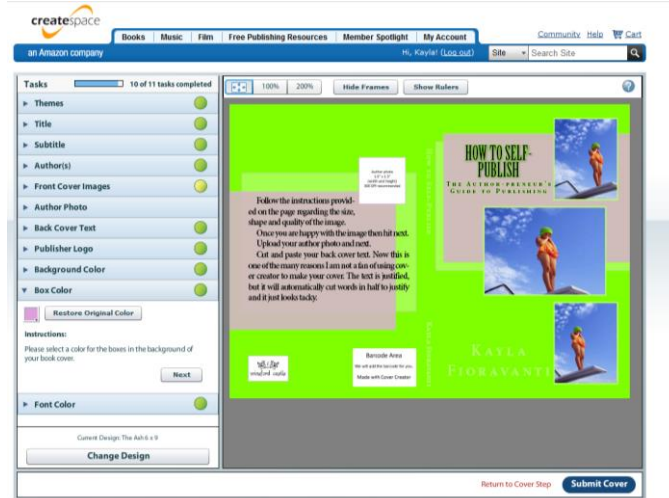 createspace
an Amazon company
Books Music Film Free Publishing Resources Member Spotlight My Account
Community Help Cart
Hi, Kayla! (Log out) Site Search Site
Tasks 10 of 11 tasks completed
Themes
Title
Subtitle
Author(s)
Front Cover Images
Author Photo
Back Cover Text
Publisher Logo
Background Color
Box Color
Restore Original Color
Instructions:
Please select a color for the boxes in the background of
your book cover.
Next
Font Color
Current Design: The Ash 6 x 9
Change Design
100% 200% Hide Frames Show Rulers ?
Author photo
Follow the instructions provid-
ed on the page regarding the size,
shape and quality of the image.
Once you are happy with the image then hit next.
Upload your author photo and next.
Cut and paste your back cover text. Now this is
one of the many reasons I am not a fan of using cov-
er creator to make your cover. The text is justified,
but it will automatically cut words in half to justify
and it just looks tacky.
Barcode Area
We will add the barcode for you.
Made with Cover Creator
HOW TO SELF-
PUBLISH
THE AUTHOR-PRENEUR'S
GUIDE TO PUBLISHING
KAYLA
FIORAVANTI
Return to Cover Step Submit Cover